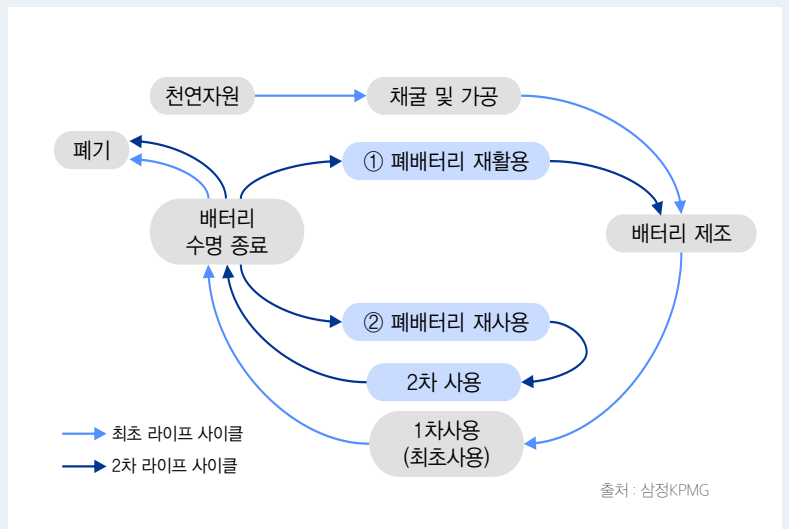 천연자원
채굴 및 가공
폐기
① 폐배터리 재활용
배터리
수명 종료
배터리 제조
② 폐배터리 재사용
2차 사용
1차사용
(최초사용)
최초 라이프 사이클
2차 라이프 사이클
출처 : 삼정KPMG